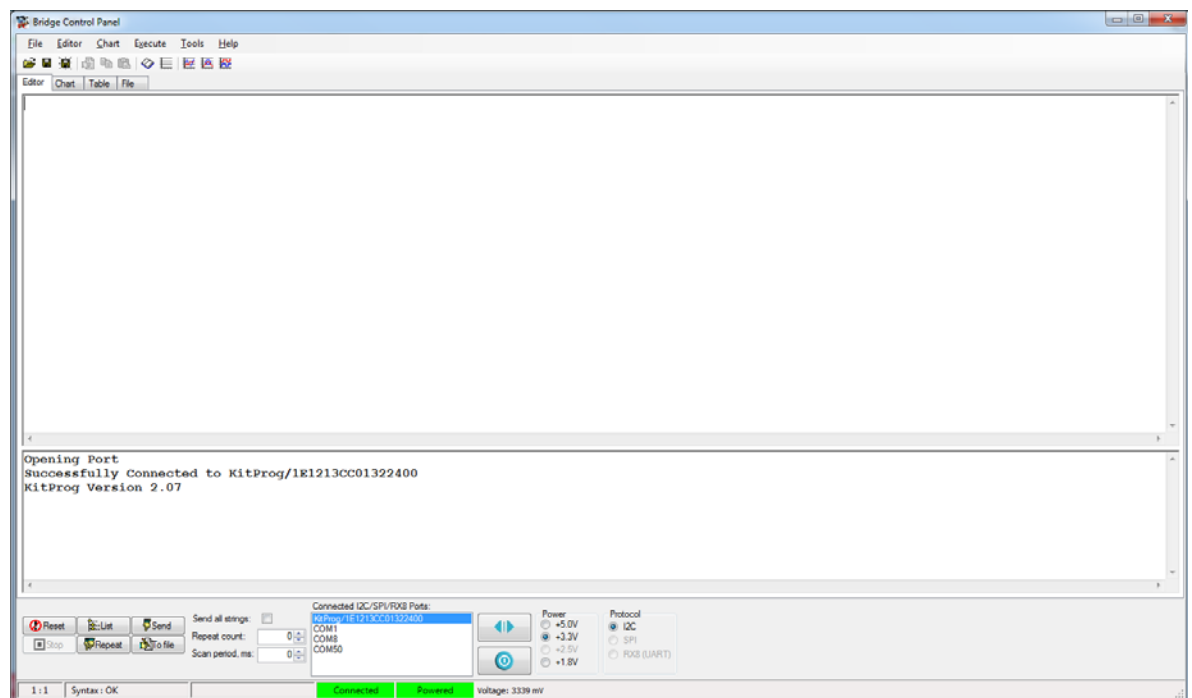 Bridge Control Panel
File Editor Chart Execute Tools Help
Editor Chart Table File
Opening Port
Successfully Connected to KitProg/1E1213CC01322400
KitProg Version 2.07
Connected I2C/SPI/RX8 Ports:
Reset List Send
Stop Repeat To file
Send all strings:
Repeat count: 0
Scan period, ms: 0
KitProg/1E1213CC01322400
COM1
COM8
COM50
Power
+5.0V
+3.3V
+2.5V
+1.8V
Protocol
I2C
SPI
RX8 (UART)
1:1 Syntax : OK Connected Powered Voltage: 3339 mV